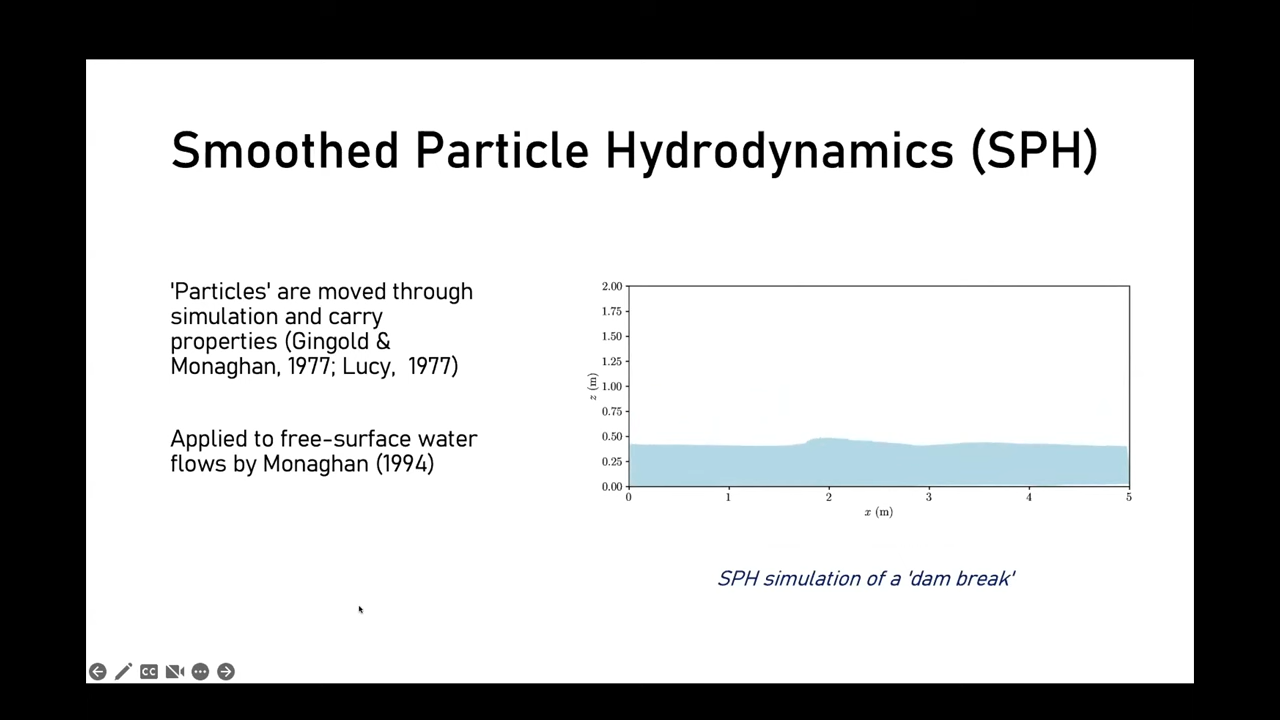 Smoothed Particle Hydrodynamics (SPH)
'Particles' are moved through
simulation and carry
properties (Gingold &
Monaghan, 1977; Lucy, 1977)
Applied to free-surface water
flows by Monaghan (1994)
2.00
1.75
1.50
1.25
1.00
0.75
0.50
0.25
0.00
z (m)
0 1 2 3 4 5
x (m)
SPH simulation of a 'dam break'
CC